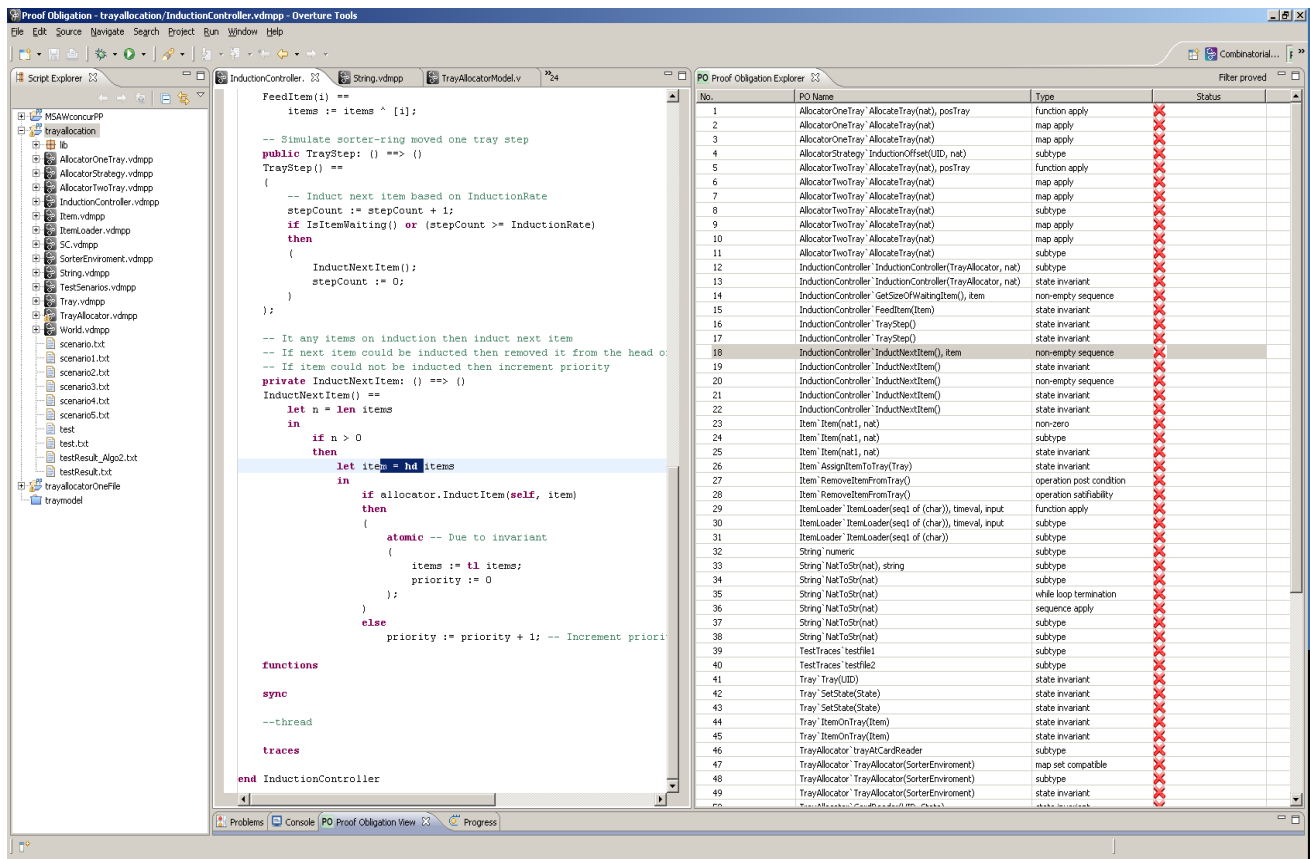 Proof Obligation - trayallocation/InductionController.vdmpp - Overture Tools
File Edit Source Navigate Search Project Run Window Help
Combinatorial...
Script Explorer
MSAWconcurPP
trayallocation
lib
AllocatorOneTray.vdmpp
AllocatorStrategy.vdmpp
AllocatorTwoTray.vdmpp
InductionController.vdmpp
Item.vdmpp
ItemLoader.vdmpp
SC.vdmpp
SorterEnviroment.vdmpp
String.vdmpp
TestSenarios.vdmpp
Tray.vdmpp
TrayAllocator.vdmpp
World.vdmpp
scenario.txt
scenario1.txt
scenario2.txt
scenario3.txt
scenario4.txt
scenario5.txt
test
test.txt
testResult_Algo2.txt
testResult.txt
trayallocatorOneFile
traymodel
InductionController. String.vdmpp TrayAllocatorModel.v »24
FeedItem(i) ==
items := items ^ [i];
-- Simulate sorter-ring moved one tray step
public TrayStep: () ==> ()
TrayStep() ==
(
-- Induct next item based on InductionRate
stepCount := stepCount + 1;
if IsItemWaiting() or (stepCount >= InductionRate)
then
(
InductNextItem();
stepCount := 0;
)
);
-- It any items on induction then induct next item
-- If next item could be inducted then removed it from the head o
-- If item could not be inducted then increment priority
private InductNextItem: () ==> ()
InductNextItem() ==
let n = len items
in
if n > 0
then
let item = hd items
in
if allocator.InductItem(self, item)
then
(
atomic -- Due to invariant
(
items := tl items;
priority := 0
);
)
else
priority := priority + 1; -- Increment priori
functions
sync
--thread
traces
end InductionController
PO Proof Obligation Explorer Filter proved
No. PO Name Type Status
1 AllocatorOneTray`AllocateTray(nat), posTray function apply
2 AllocatorOneTray`AllocateTray(nat) map apply
3 AllocatorOneTray`AllocateTray(nat) map apply
4 AllocatorStrategy`InductionOffset(UID, nat) subtype
5 AllocatorTwoTray`AllocateTray(nat), posTray function apply
6 AllocatorTwoTray`AllocateTray(nat) map apply
7 AllocatorTwoTray`AllocateTray(nat) map apply
8 AllocatorTwoTray`AllocateTray(nat) subtype
9 AllocatorTwoTray`AllocateTray(nat) map apply
10 AllocatorTwoTray`AllocateTray(nat) map apply
11 AllocatorTwoTray`AllocateTray(nat) subtype
12 InductionController`InductionController(TrayAllocator, nat) subtype
13 InductionController`InductionController(TrayAllocator, nat) state invariant
14 InductionController`GetSizeOfWaitingItem(), item non-empty sequence
15 InductionController`FeedItem(Item) state invariant
16 InductionController`TrayStep() state invariant
17 InductionController`TrayStep() state invariant
18 InductionController`InductNextItem(), item non-empty sequence
19 InductionController`InductNextItem() state invariant
20 InductionController`InductNextItem() non-empty sequence
21 InductionController`InductNextItem() state invariant
22 InductionController`InductNextItem() state invariant
23 Item`Item(nat1, nat) non-zero
24 Item`Item(nat1, nat) subtype
25 Item`Item(nat1, nat) state invariant
26 Item`AssignItemToTray(Tray) state invariant
27 Item`RemoveItemFromTray() operation post condition
28 Item`RemoveItemFromTray() operation satifiability
29 ItemLoader`ItemLoader(seq1 of (char)), timeval, input function apply
30 ItemLoader`ItemLoader(seq1 of (char)), timeval, input subtype
31 ItemLoader`ItemLoader(seq1 of (char)) subtype
32 String`numeric subtype
33 String`NatToStr(nat), string subtype
34 String`NatToStr(nat) subtype
35 String`NatToStr(nat) while loop termination
36 String`NatToStr(nat) sequence apply
37 String`NatToStr(nat) subtype
38 String`NatToStr(nat) subtype
39 TestTraces`testfile1 subtype
40 TestTraces`testfile2 subtype
41 Tray`Tray(UID) state invariant
42 Tray`SetState(State) state invariant
43 Tray`SetState(State) state invariant
44 Tray`ItemOnTray(Item) state invariant
45 Tray`ItemOnTray(Item) state invariant
46 TrayAllocator`trayAtCardReader subtype
47 TrayAllocator`TrayAllocator(SorterEnviroment) map set compatible
48 TrayAllocator`TrayAllocator(SorterEnviroment) subtype
49 TrayAllocator`TrayAllocator(SorterEnviroment) state invariant
Problems Console PO Proof Obligation View Progress